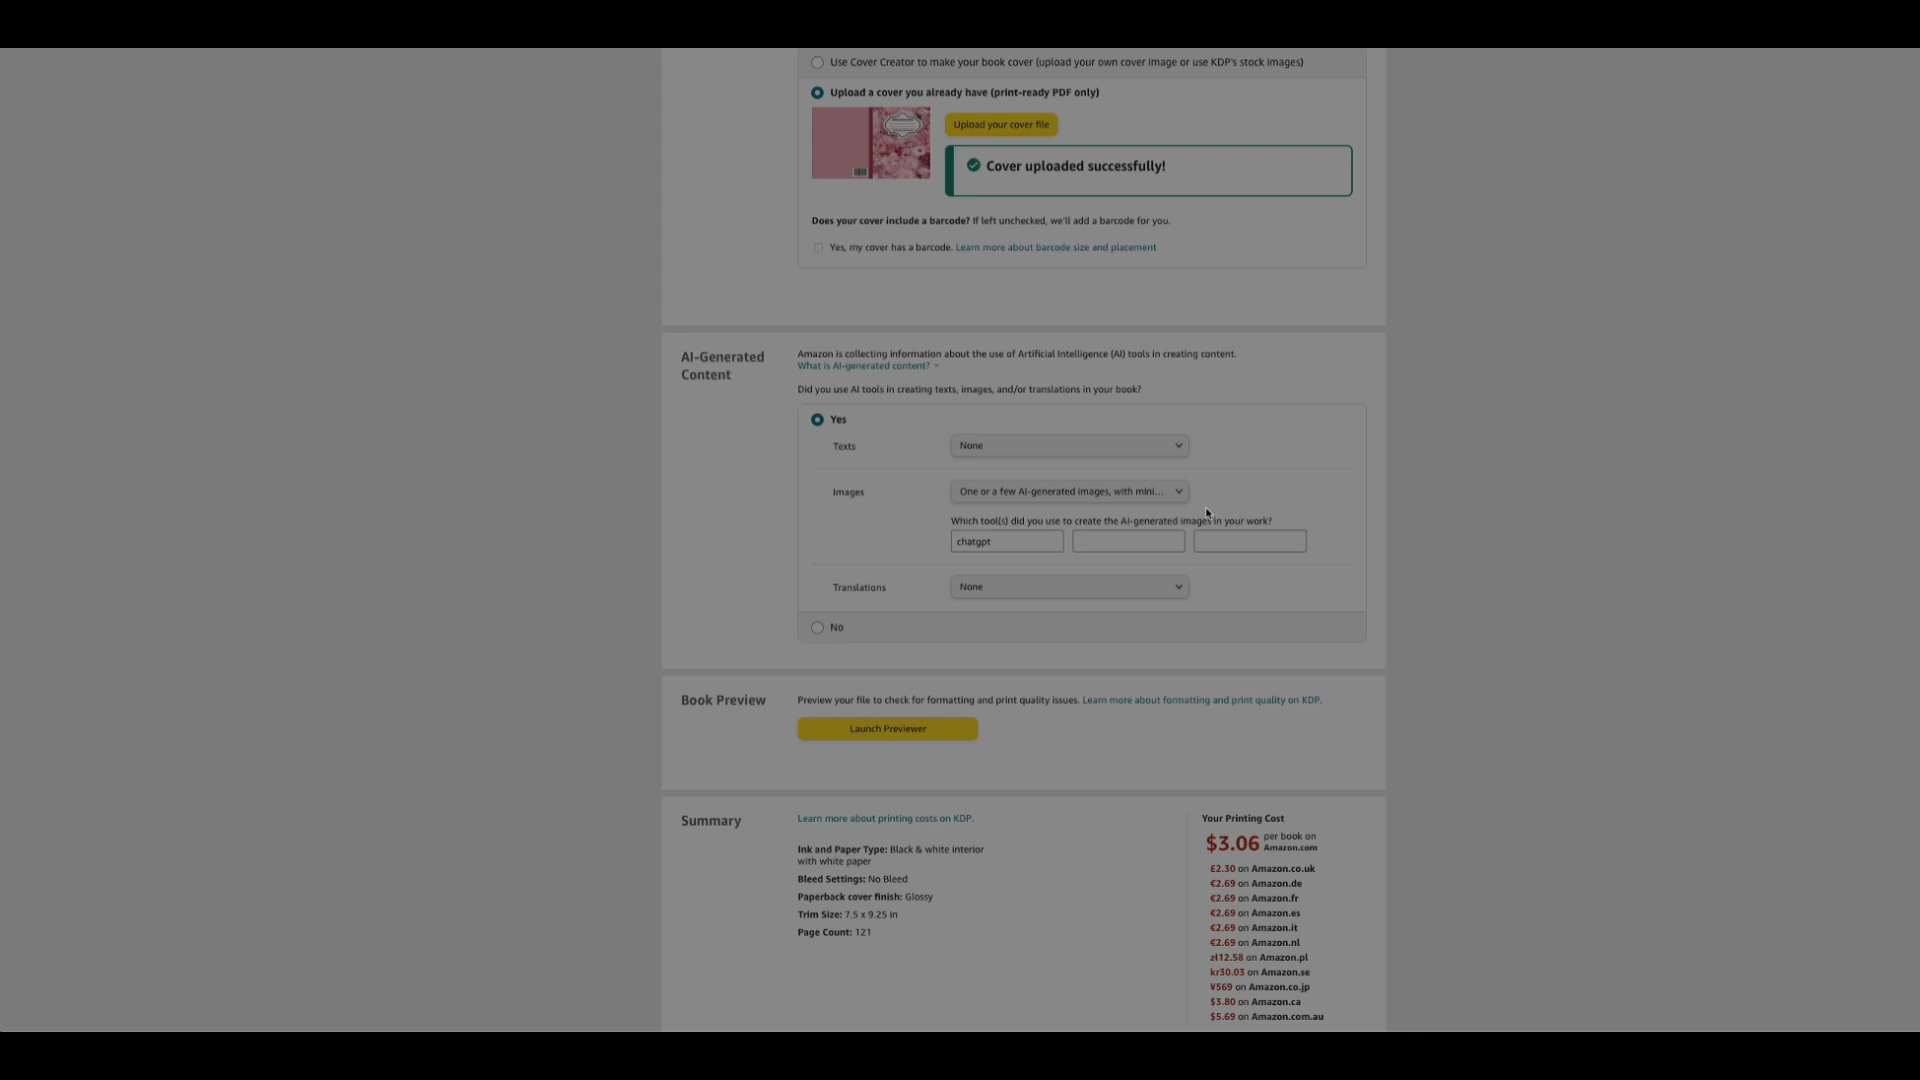 Use Cover Creator to make your book cover (upload your own cover image or use KDP's stock images)
Upload a cover you already have (print-ready PDF only)
Upload your cover file
Cover uploaded successfully!
Does your cover include a barcode? If left unchecked, we'll add a barcode for you.
Yes, my cover has a barcode. Learn more about barcode size and placement
AI-Generated
Content
Amazon is collecting information about the use of Artificial Intelligence (AI) tools in creating content.
What is AI-generated content?
Did you use AI tools in creating texts, images, and/or translations in your book?
Yes
Texts
None
Images
One or a few AI-generated images, with mini...
Which tool(s) did you use to create the AI-generated images in your work?
chatgpt
Translations
None
No
Book Preview
Preview your file to check for formatting and print quality issues. Learn more about formatting and print quality on KDP.
Launch Previewer
Summary
Learn more about printing costs on KDP.
Ink and Paper Type: Black & white interior
with white paper
Bleed Settings: No Bleed
Paperback cover finish: Glossy
Trim Size: 7.5 x 9.25 in
Page Count: 121
Your Printing Cost
$3.06 per book on
Amazon.com
£2.30 on Amazon.co.uk
€2.69 on Amazon.de
€2.69 on Amazon.fr
€2.69 on Amazon.es
€2.69 on Amazon.it
€2.69 on Amazon.nl
zł12.58 on Amazon.pl
kr30.03 on Amazon.se
¥569 on Amazon.co.jp
$3.80 on Amazon.ca
$5.69 on Amazon.com.au